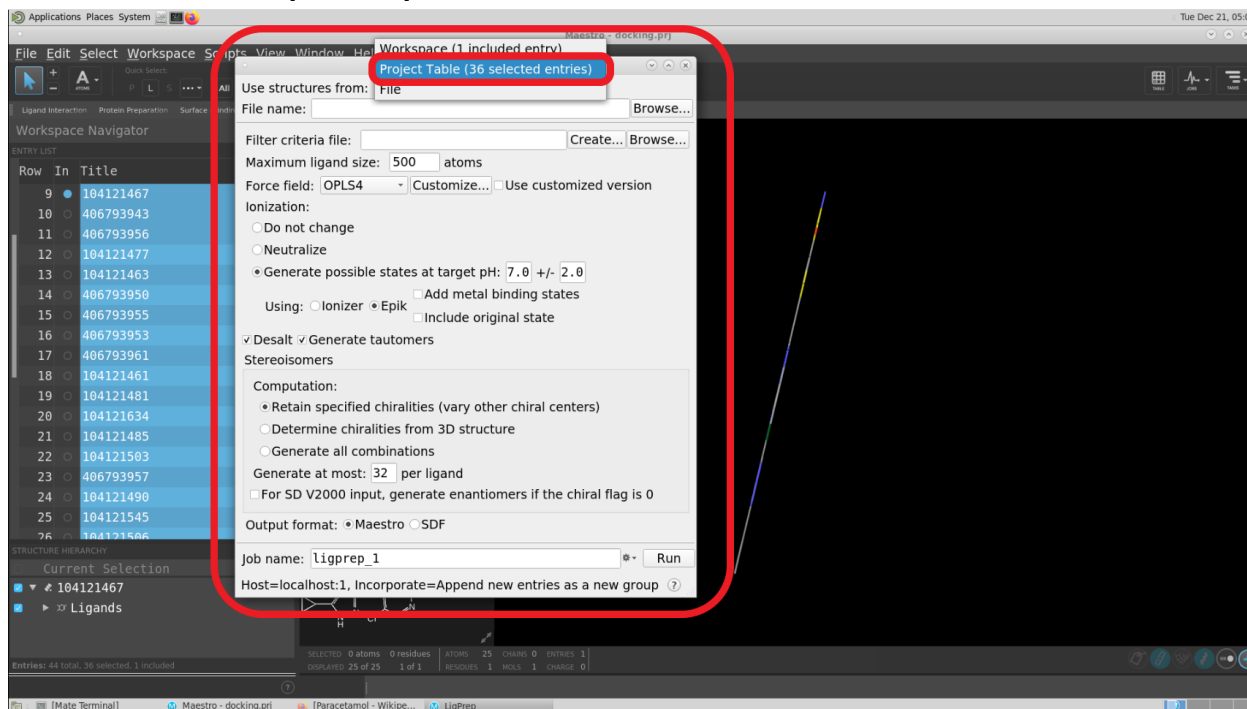 Applications Places System
Tue Dec 21, 05:0
Maestro - docking.prj
File Edit Select Workspace Scripts View Window Hel
Workspace (1 included entry)
Project Table (36 selected entries)
File
Quick Select:
ATOMS P L S All
TABLE JOBS TASKS
Use structures from:
Ligand Interaction Protein Preparation Surface
File name: Browse...
Workspace Navigator
Filter criteria file: Create... Browse...
ENTRY LIST
Maximum ligand size: 500 atoms
Row In Title
Force field: OPLS4 Customize... Use customized version
9 104121467
Ionization:
10 406793943
Do not change
11 406793956
Neutralize
12 104121477
Generate possible states at target pH: 7.0 +/- 2.0
13 104121463
14 406793950
Add metal binding states
Using: Ionizer Epik
15 406793955
Include original state
16 406793953
Desalt Generate tautomers
17 406793961
Stereoisomers
18 104121461
Computation:
19 104121481
Retain specified chiralities (vary other chiral centers)
20 104121634
Determine chiralities from 3D structure
21 104121485
Generate all combinations
22 104121503
Generate at most: 32 per ligand
23 406793957
For SD V2000 input, generate enantiomers if the chiral flag is 0
24 104121490
25 104121545
Output format: Maestro SDF
26 104121506
STRUCTURE HIERARCHY
Job name: ligprep_1 Run
Current Selection
Host=localhost:1, Incorporate=Append new entries as a new group ?
104121467
Ligands
N
H Cl
SELECTED 0 atoms 0 residues ATOMS 25 CHAINS 0 ENTRIES 1
Entries: 44 total, 36 selected, 1 included
DISPLAYED 25 of 25 1 of 1 RESIDUES 1 MOLS 1 CHARGE 0
?
[Mate Terminal] Maestro - docking.prj [Paracetamol - Wikipe... LigPrep